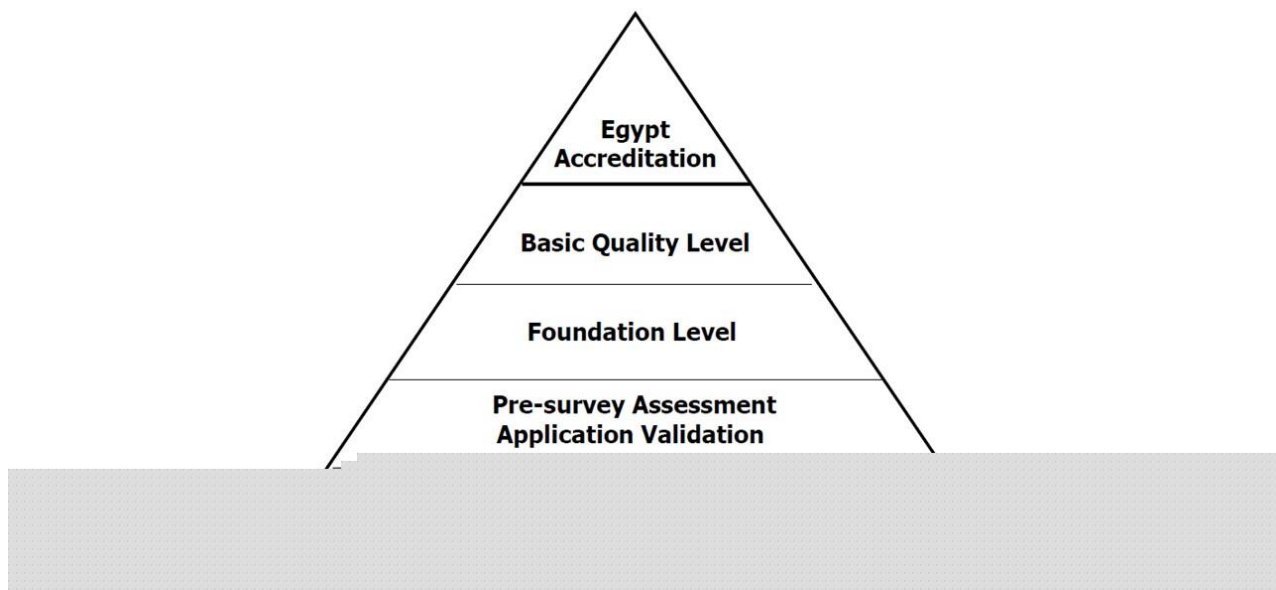 Egypt
Accreditation
Basic Quality Level
Foundation Level
Pre-survey Assessment
Application Validation